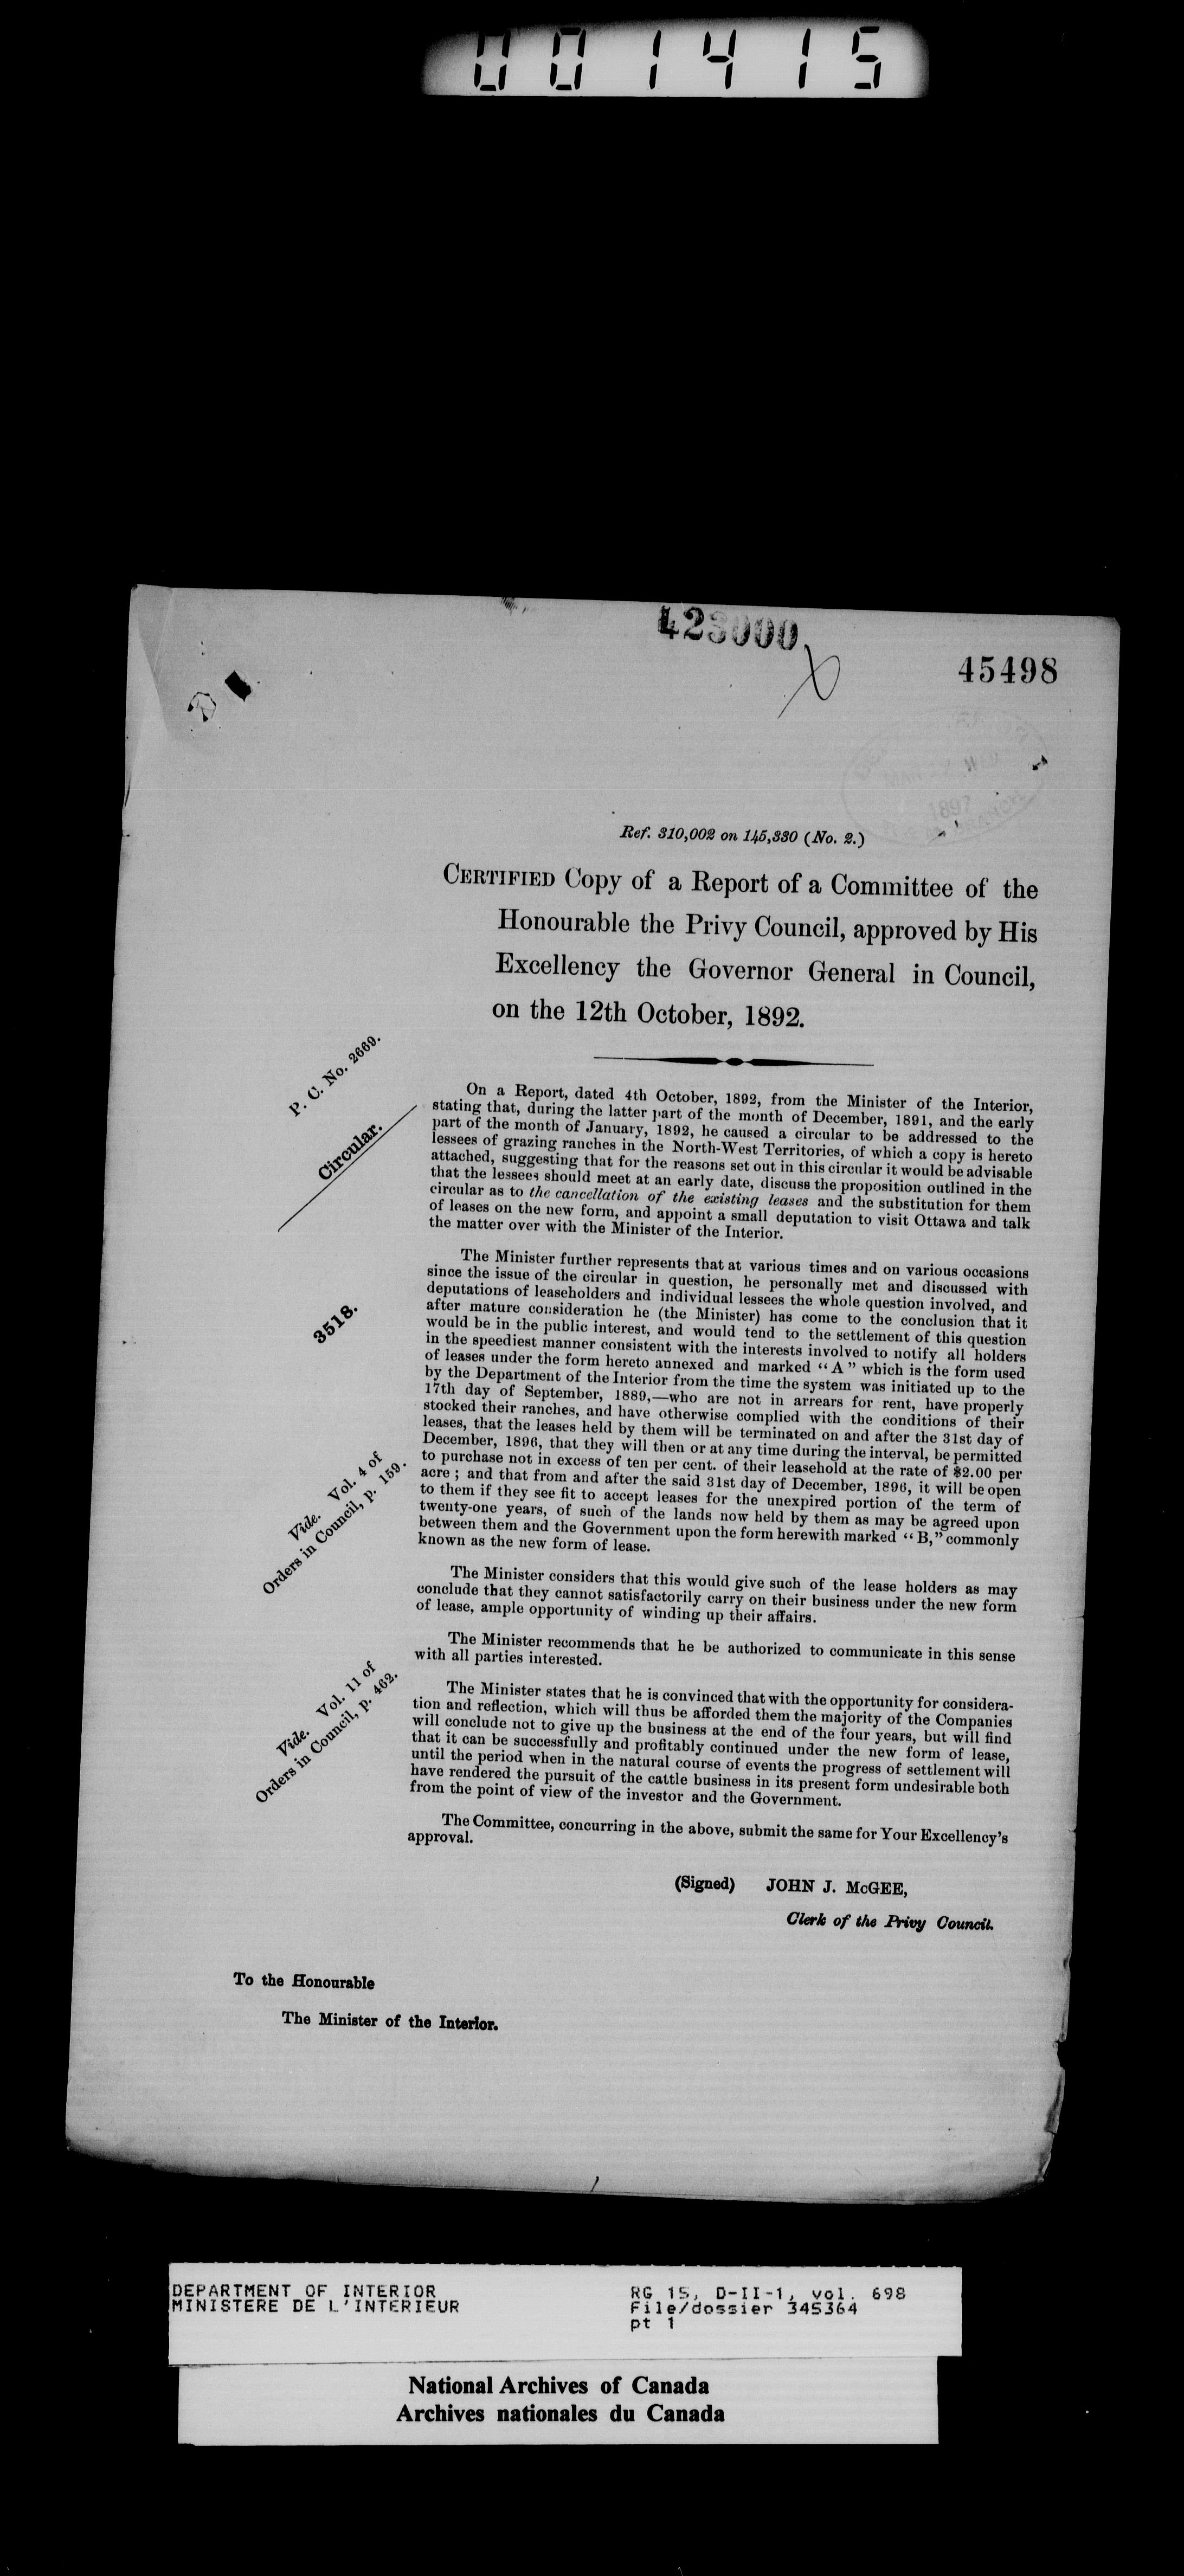 001415
423000
45498
MAR
1897
Ref. 310,002 on 145,330 (No. 2.)
CERTIFIED Copy of a Report of a Committee of the
Honourable the Privy Council, approved by His
Excellency the Governor General in Council,
on the 12th October, 1892.
P. C. No. 2669.
Circular.
On a Report, dated 4th October, 1892, from the Minister of the Interior,
stating that, during the latter part of the month of December, 1891, and the early
part of the month of January, 1892, he caused a circular to be addressed to the
lessees of grazing ranches in the North-West Territories, of which a copy is hereto
attached, suggesting that for the reasons set out in this circular it would be advisable
that the lessees should meet at an early date, discuss the proposition outlined in the
circular as to the cancellation of the existing leases and the substitution for them
of leases on the new form, and appoint a small deputation to visit Ottawa and talk
the matter over with the Minister of the Interior.
3518.
The Minister further represents that at various times and on various occasions
since the issue of the circular in question, he personally met and discussed with
deputations of leaseholders and individual lessees the whole question involved, and
after mature consideration he (the Minister) has come to the conclusion that it
would be in the public interest, and would tend to the settlement of this question
in the speediest manner consistent with the interests involved to notify all holders
of leases under the form hereto annexed and marked "A" which is the form used
by the Department of the Interior from the time the system was initiated up to the
17th day of September, 1889,—who are not in arrears for rent, have properly
stocked their ranches, and have otherwise complied with the conditions of their
leases, that the leases held by them will be terminated on and after the 31st day of
December, 1896, that they will then or at any time during the interval, be permitted
to purchase not in excess of ten per cent. of their leasehold at the rate of $2.00 per
acre ; and that from and after the said 31st day of December, 1896, it will be open
to them if they see fit to accept leases for the unexpired portion of the term of
twenty-one years, of such of the lands now held by them as may be agreed upon
between them and the Government upon the form herewith marked "B," commonly
known as the new form of lease.
Vide. Vol. 4 of
Orders in Council, p. 159.
The Minister considers that this would give such of the lease holders as may
conclude that they cannot satisfactorily carry on their business under the new form
of lease, ample opportunity of winding up their affairs.
The Minister recommends that he be authorized to communicate in this sense
with all parties interested.
Vide. Vol. 11 of
Orders in Council, p. 462.
The Minister states that he is convinced that with the opportunity for considera-
tion and reflection, which will thus be afforded them the majority of the Companies
will conclude not to give up the business at the end of the four years, but will find
that it can be successfully and profitably continued under the new form of lease,
until the period when in the natural course of events the progress of settlement will
have rendered the pursuit of the cattle business in its present form undesirable both
from the point of view of the investor and the Government.
The Committee, concurring in the above, submit the same for Your Excellency's
approval.
(Signed) JOHN J. McGEE,
Clerk of the Privy Council.
To the Honourable
The Minister of the Interior.
DEPARTMENT OF INTERIOR
MINISTERE DE L'INTERIEUR
RG 15, D-II-1, vol. 698
File/dossier 345364
pt 1
National Archives of Canada
Archives nationales du Canada